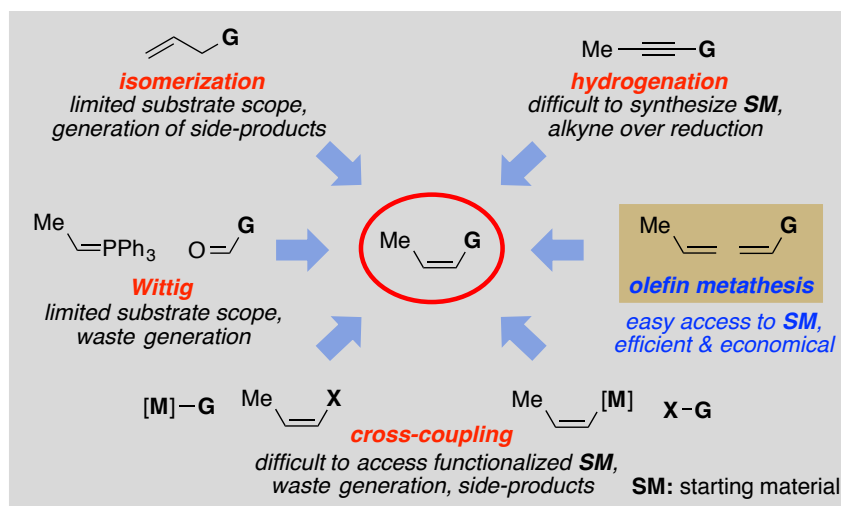 G
isomerization
limited substrate scope,
generation of side-products
Me G
hydrogenation
difficult to synthesize SM,
alkyne over reduction
Me
PPh3 O G
Wittig
limited substrate scope,
waste generation
Me G
Me G
olefin metathesis
easy access to SM,
efficient & economical
[M]–G Me X
Me [M] X–G
cross-coupling
difficult to access functionalized SM,
waste generation, side-products
SM: starting material